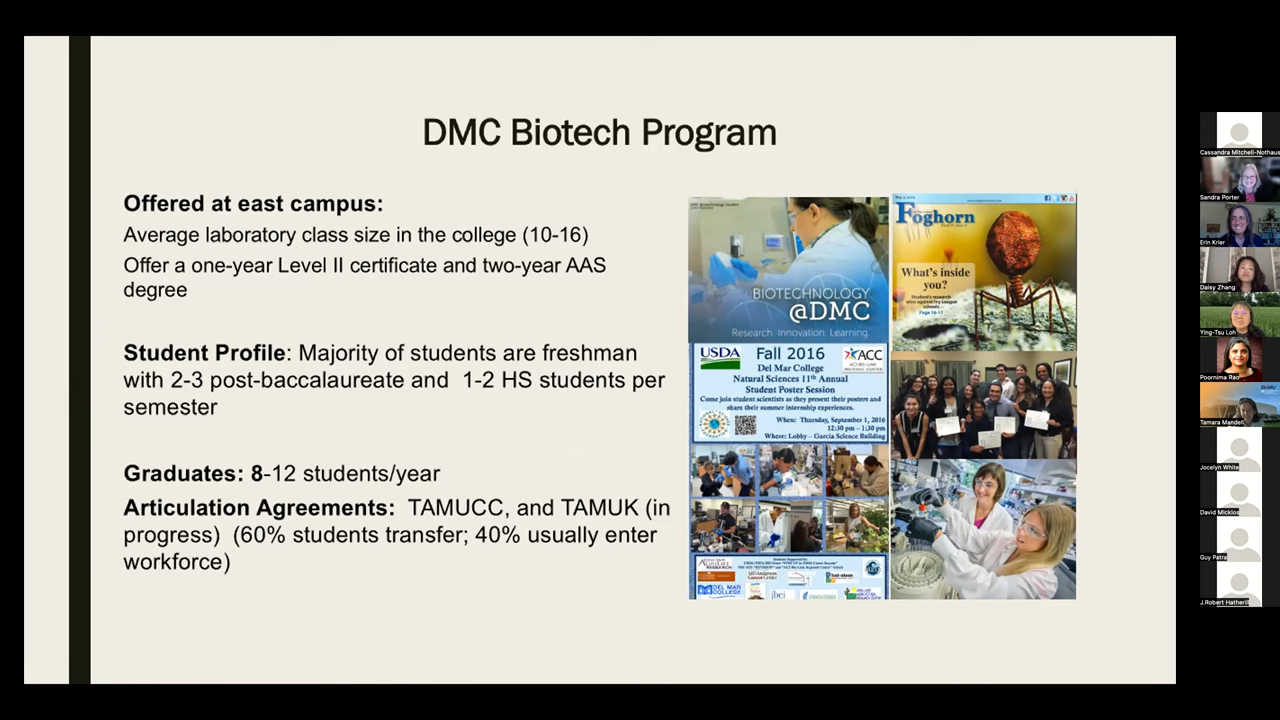 DMC Biotech Program
Offered at east campus:
Average laboratory class size in the college (10-16)
Offer a one-year Level II certificate and two-year AAS
degree
Student Profile: Majority of students are freshman
with 2-3 post-baccalaureate and 1-2 HS students per
semester
Graduates: 8-12 students/year
Articulation Agreements: TAMUCC, and TAMUK (in
progress) (60% students transfer; 40% usually enter
workforce)
BIOTECHNOLOGY
@DMC
Research. Innovation. Learning.
USDA
ACC
Fall 2016
Del Mar College
Natural Sciences 11th Annual
Student Poster Session
Come join student scientists as they present their posters and
share their summer internship experiences.
When: Thursday, September 1, 2016
12:30 pm – 1:30 pm
Where: Lobby – Garcia Science Building
DEL MAR
COLLEGE
jbei
Foghorn
What's inside
you?
Student's research
wins against Ivy League
schools
Page 16-17
Cassandra Mitchell-Nothaus
Sandra Porter
Erin Krier
Daisy Zhang
Ying-Tsu Loh
Poornima Rao
Tamara Mandell
Jocelyn White
David Micklos
Guy Patra
J.Robert Hatherill